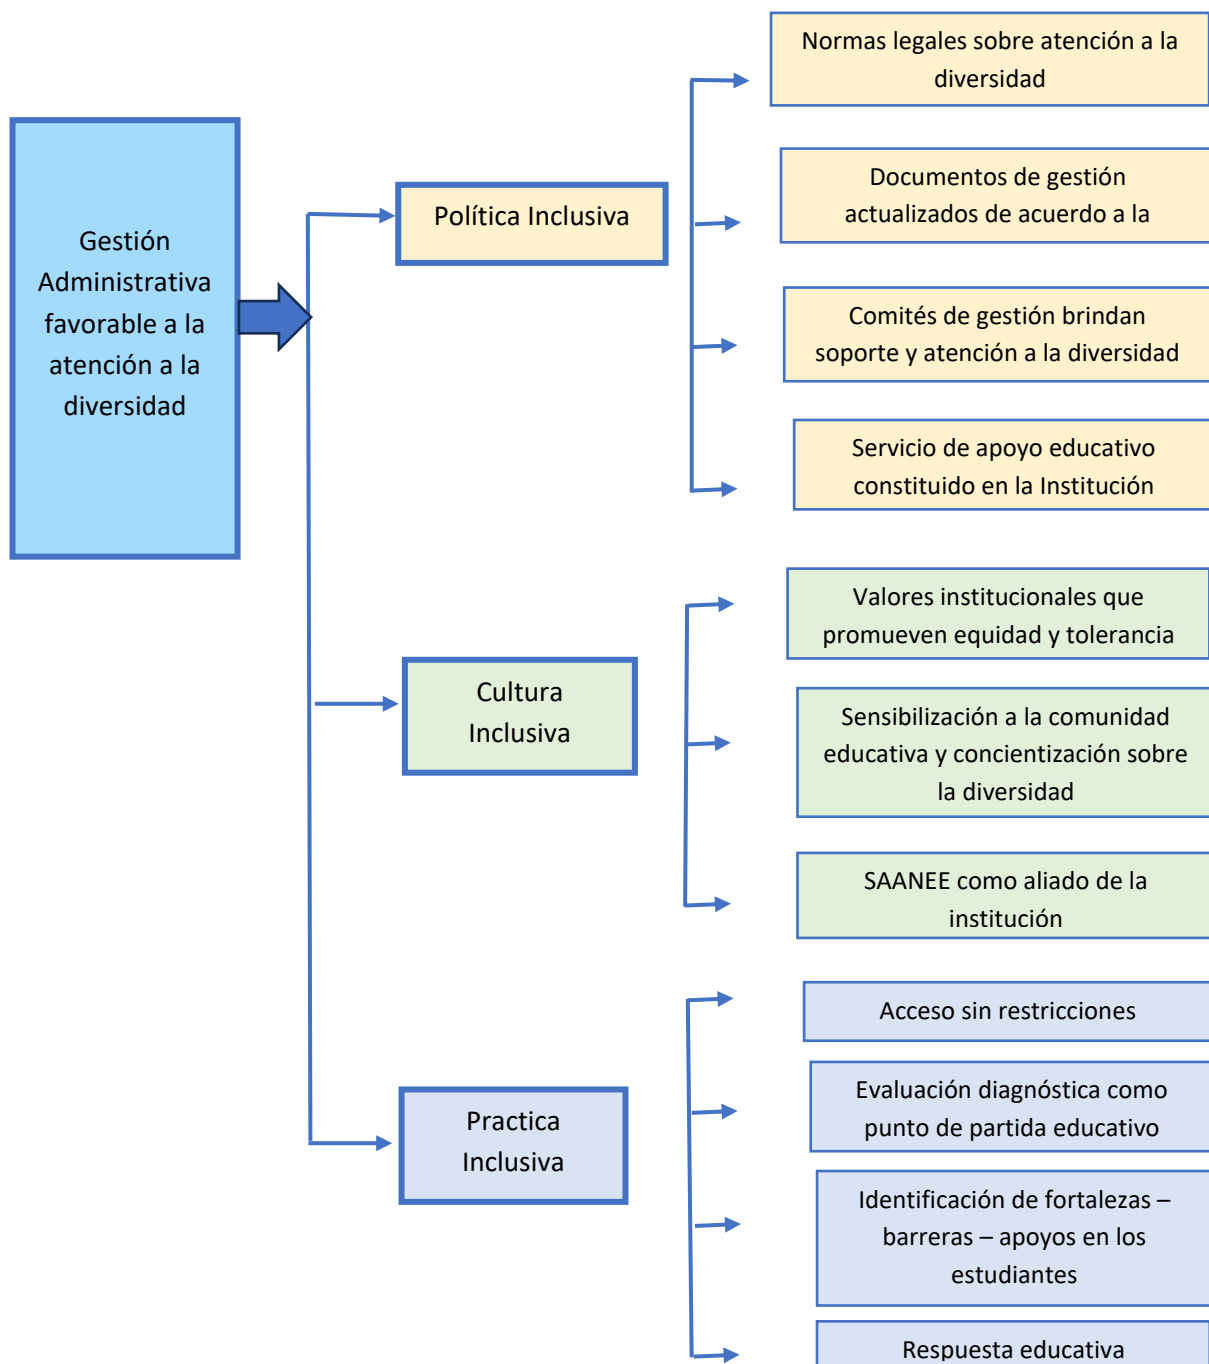 Gestión
Administrativa
favorable a la
atención a la
diversidad
Política Inclusiva
Normas legales sobre atención a la
diversidad
Documentos de gestión
actualizados de acuerdo a la
Comités de gestión brindan
soporte y atención a la diversidad
Servicio de apoyo educativo
constituido en la Institución
Cultura
Inclusiva
Valores institucionales que
promueven equidad y tolerancia
Sensibilización a la comunidad
educativa y concientización sobre
la diversidad
SAANEE como aliado de la
institución
Practica
Inclusiva
Acceso sin restricciones
Evaluación diagnóstica como
punto de partida educativo
Identificación de fortalezas –
barreras – apoyos en los
estudiantes
Respuesta educativa